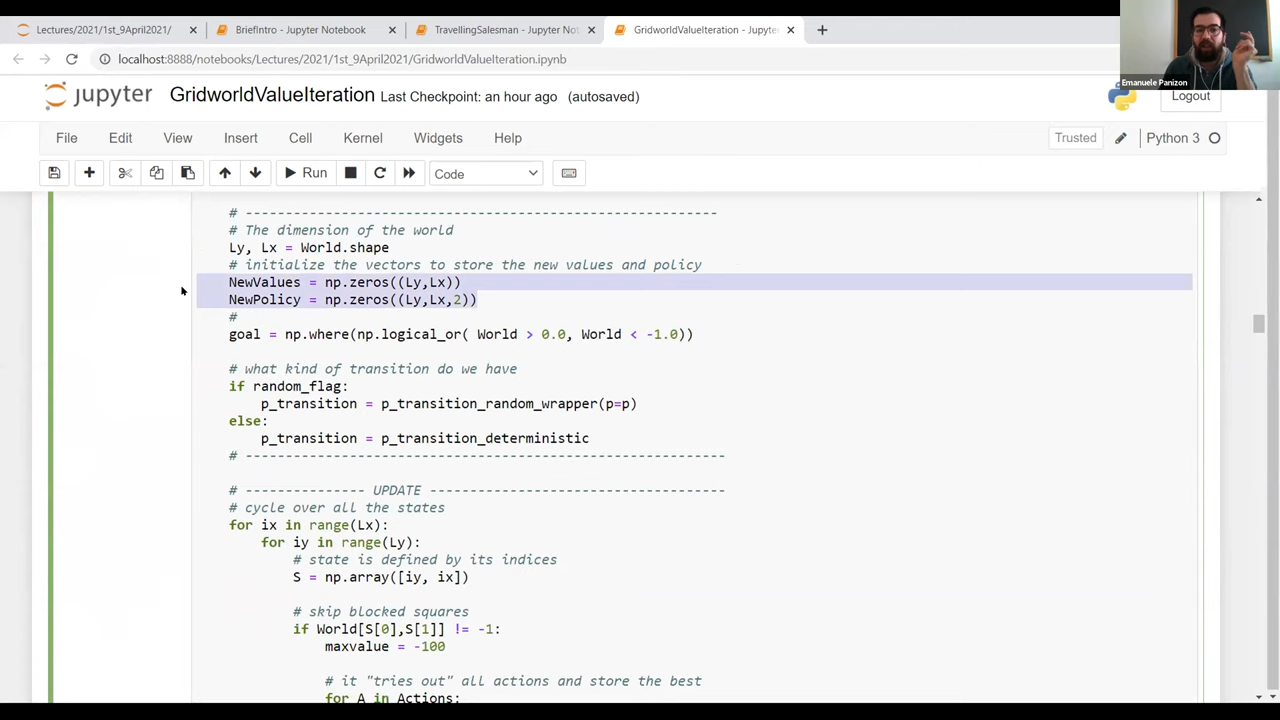 Lectures/2021/1st_9April2021/
BriefIntro - Jupyter Notebook
TravellingSalesman - Jupyter Not
GridworldValueIteration - Jupyte
localhost:8888/notebooks/Lectures/2021/1st_9April2021/GridworldValueIteration.ipynb
Emanuele Panizon
jupyter GridworldValueIteration Last Checkpoint: an hour ago (autosaved)
Logout
File Edit View Insert Cell Kernel Widgets Help
Trusted Python 3
Run Code
# -----------------------------------------------------------
# The dimension of the world
Ly, Lx = World.shape
# initialize the vectors to store the new values and policy
NewValues = np.zeros((Ly,Lx))
NewPolicy = np.zeros((Ly,Lx,2))
#
goal = np.where(np.logical_or( World > 0.0, World < -1.0))
# what kind of transition do we have
if random_flag:
p_transition = p_transition_random_wrapper(p=p)
else:
p_transition = p_transition_deterministic
# ------------------------------------------------------------
# --------------- UPDATE -------------------------------------
# cycle over all the states
for ix in range(Lx):
for iy in range(Ly):
# state is defined by its indices
S = np.array([iy, ix])
# skip blocked squares
if World[S[0],S[1]] != -1:
maxvalue = -100
# it "tries out" all actions and store the best
for A in Actions: